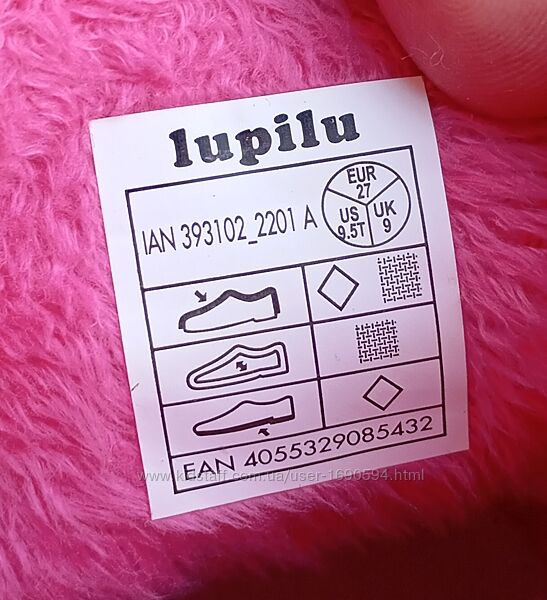 lupilu
IAN 393102_2201 A
EUR
27
US
9.5T
UK
9
EAN 4055329085432
www.kidstaff.com.ua/user-1690594.html